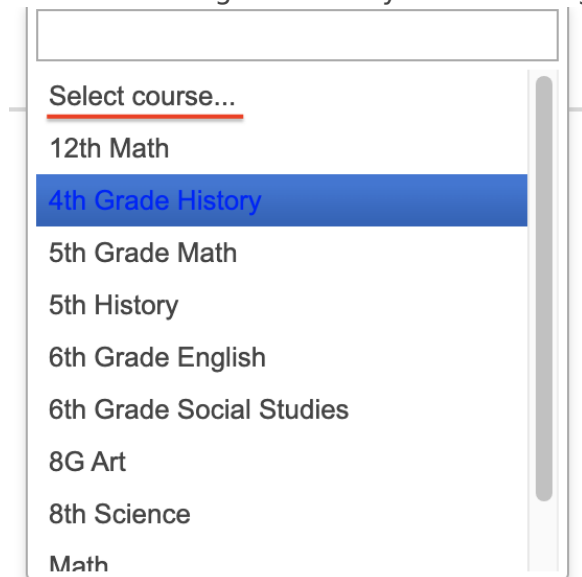 Select course...
12th Math
4th Grade History
5th Grade Math
5th History
6th Grade English
6th Grade Social Studies
8G Art
8th Science
Math